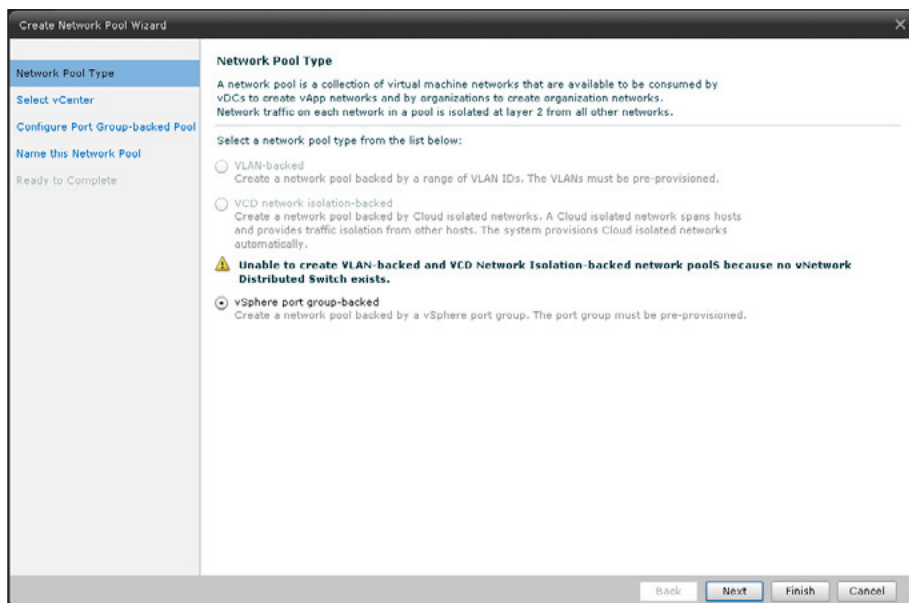 Create Network Pool Wizard
Network Pool Type
Select vCenter
Configure Port Group-backed Pool
Name this Network Pool
Ready to Complete
Network Pool Type
A network pool is a collection of virtual machine networks that are available to be consumed by
vDCs to create vApp networks and by organizations to create organization networks.
Network traffic on each network in a pool is isolated at layer 2 from all other networks.
Select a network pool type from the list below:
VLAN-backed
Create a network pool backed by a range of VLAN IDs. The VLANs must be pre-provisioned.
VCD network isolation-backed
Create a network pool backed by Cloud isolated networks. A Cloud isolated network spans hosts
and provides traffic isolation from other hosts. The system provisions Cloud isolated networks
automatically.
Unable to create VLAN-backed and VCD Network Isolation-backed network poolS because no vNetwork
Distributed Switch exists.
vSphere port group-backed
Create a network pool backed by a vSphere port group. The port group must be pre-provisioned.
Back Next Finish Cancel